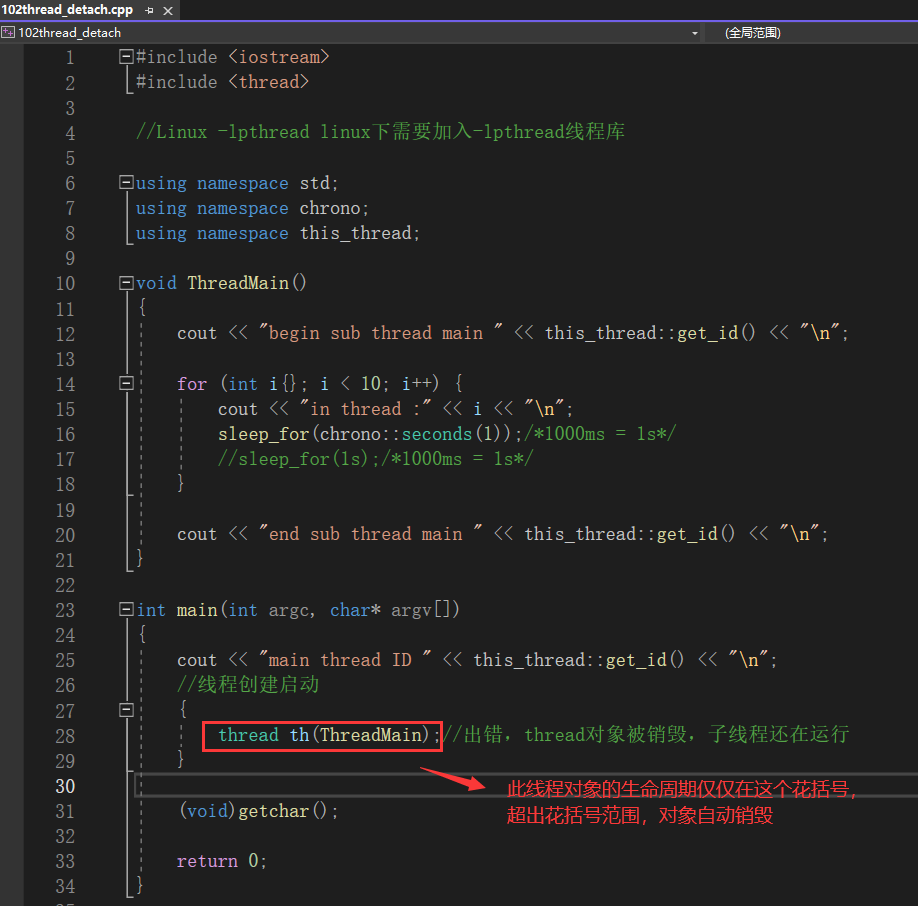 102thread_detach.cpp
102thread_detach (全局范围)
1 #include <iostream>
2 #include <thread>
3
4 //Linux -lpthread linux下需要加入-lpthread线程库
5
6 using namespace std;
7 using namespace chrono;
8 using namespace this_thread;
9
10 void ThreadMain()
11 {
12 cout << "begin sub thread main " << this_thread::get_id() << "\n";
13
14 for (int i{}; i < 10; i++) {
15 cout << "in thread :" << i << "\n";
16 sleep_for(chrono::seconds(1));/*1000ms = 1s*/
17 //sleep_for(1s);/*1000ms = 1s*/
18 }
19
20 cout << "end sub thread main " << this_thread::get_id() << "\n";
21 }
22
23 int main(int argc, char* argv[])
24 {
25 cout << "main thread ID " << this_thread::get_id() << "\n";
26 //线程创建启动
27 {
28 thread th(ThreadMain);//出错，thread对象被销毁，子线程还在运行
29 }
30 此线程对象的生命周期仅仅在这个花括号，
31 (void)getchar(); 超出花括号范围，对象自动销毁
32
33 return 0;
34 }